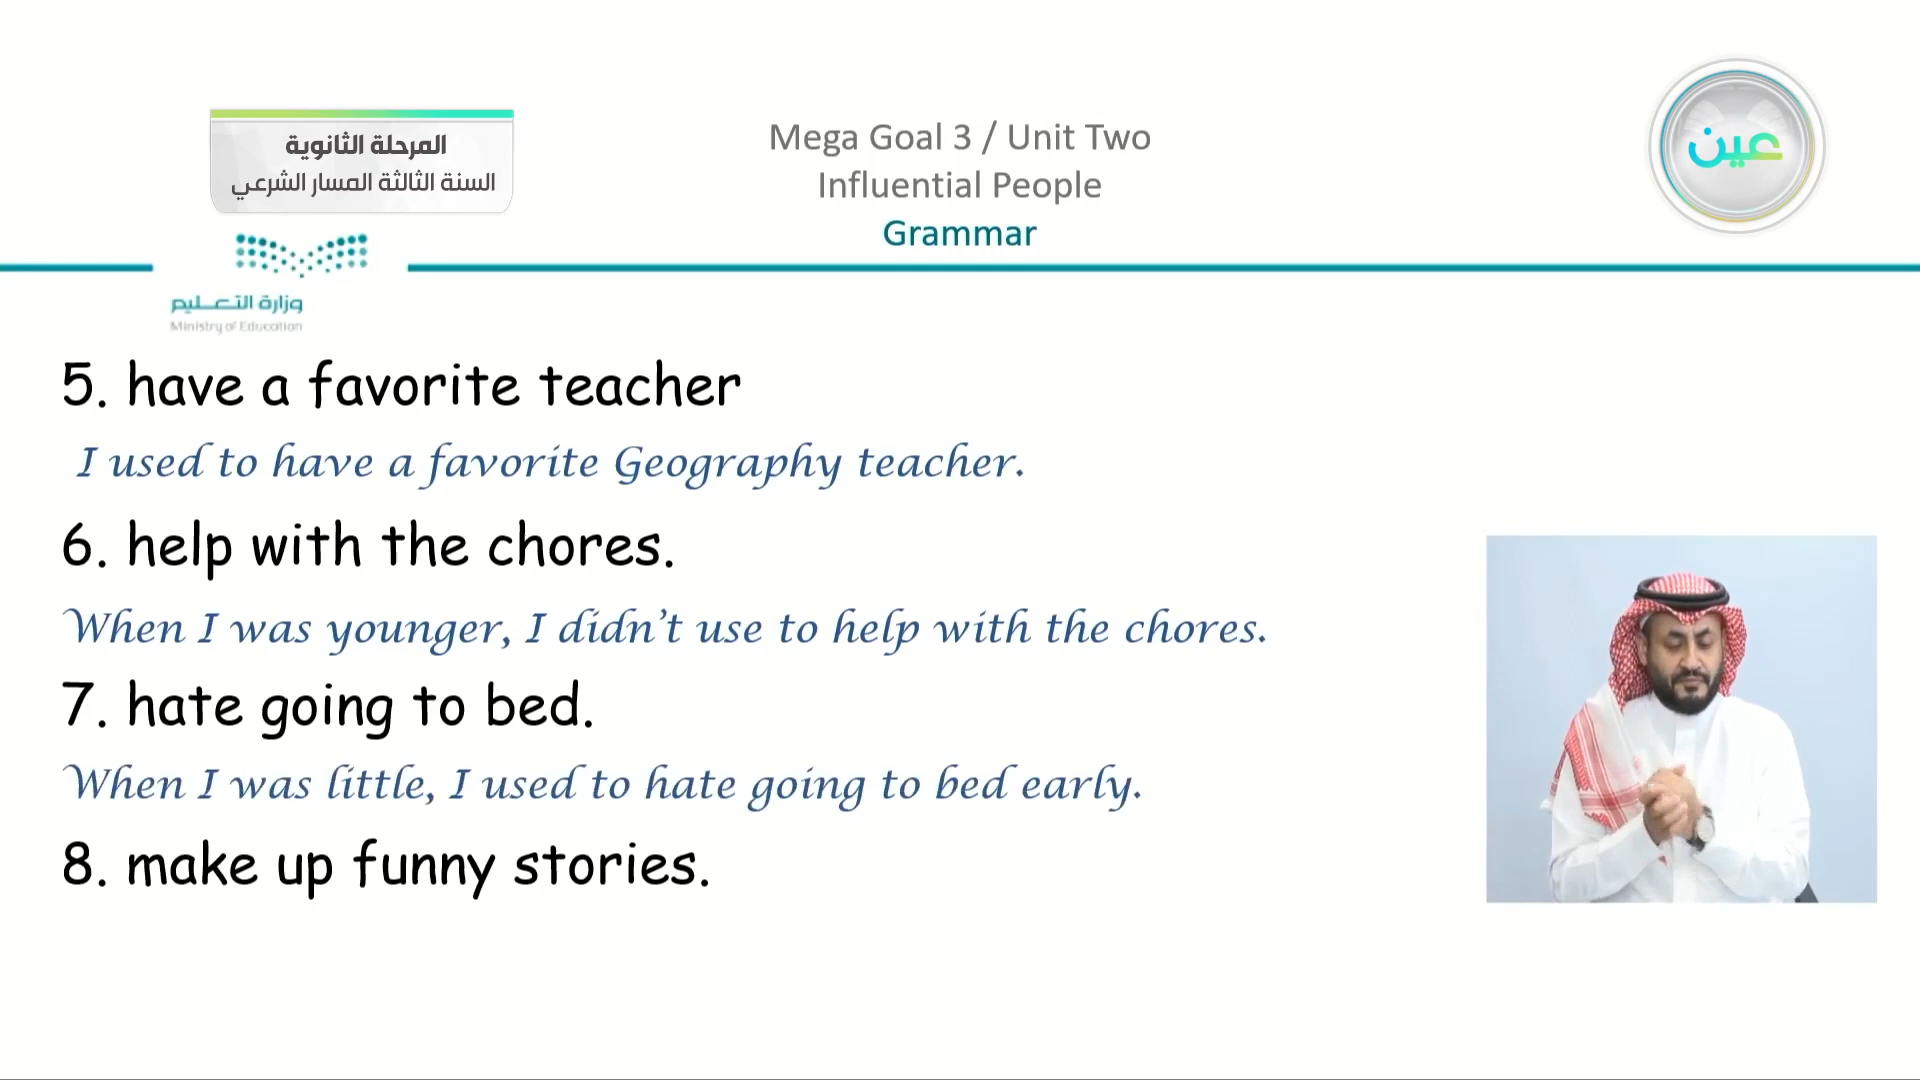 المرحلة الثانوية
السنة الثالثة المسار الشرعي
Mega Goal 3 / Unit Two
Influential People
Grammar
عين
وزارة التعليم
Ministry of Education
5. have a favorite teacher
I used to have a favorite Geography teacher.
6. help with the chores.
When I was younger, I didn’t use to help with the chores.
7. hate going to bed.
When I was little, I used to hate going to bed early.
8. make up funny stories.